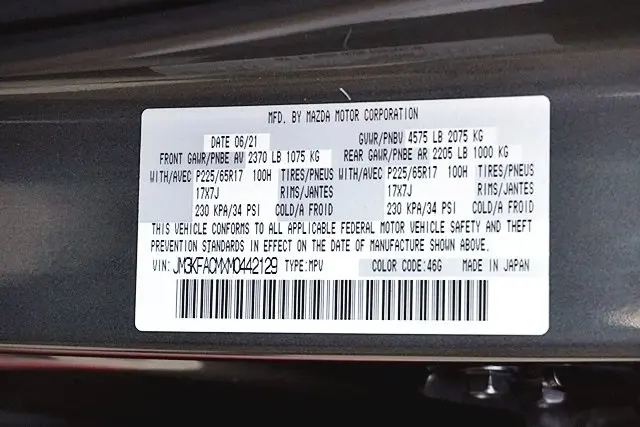 MFD. BY MAZDA MOTOR CORPORATION
DATE 06/21 GVWR/PNBV 4575 LB 2075 KG
FRONT GAWR/PNBE AV 2370 LB 1075 KG REAR GAWR/PNBE AR 2205 LB 1000 KG
WITH/AVEC P225/65R17 100H TIRES/PNEUS WITH/AVEC P225/65R17 100H TIRES/PNEUS
17X7J RIMS/JANTES 17X7J RIMS/JANTES
230 KPA/34 PSI COLD/A FROID 230 KPA/34 PSI COLD/A FROID
THIS VEHICLE CONFORMS TO ALL APPLICABLE FEDERAL MOTOR VEHICLE SAFETY AND THEFT
PREVENTION STANDARDS IN EFFECT ON THE DATE OF MANUFACTURE SHOWN ABOVE.
VIN: JM3KFACMXM0442129 TYPE:MPV COLOR CODE:46G MADE IN JAPAN